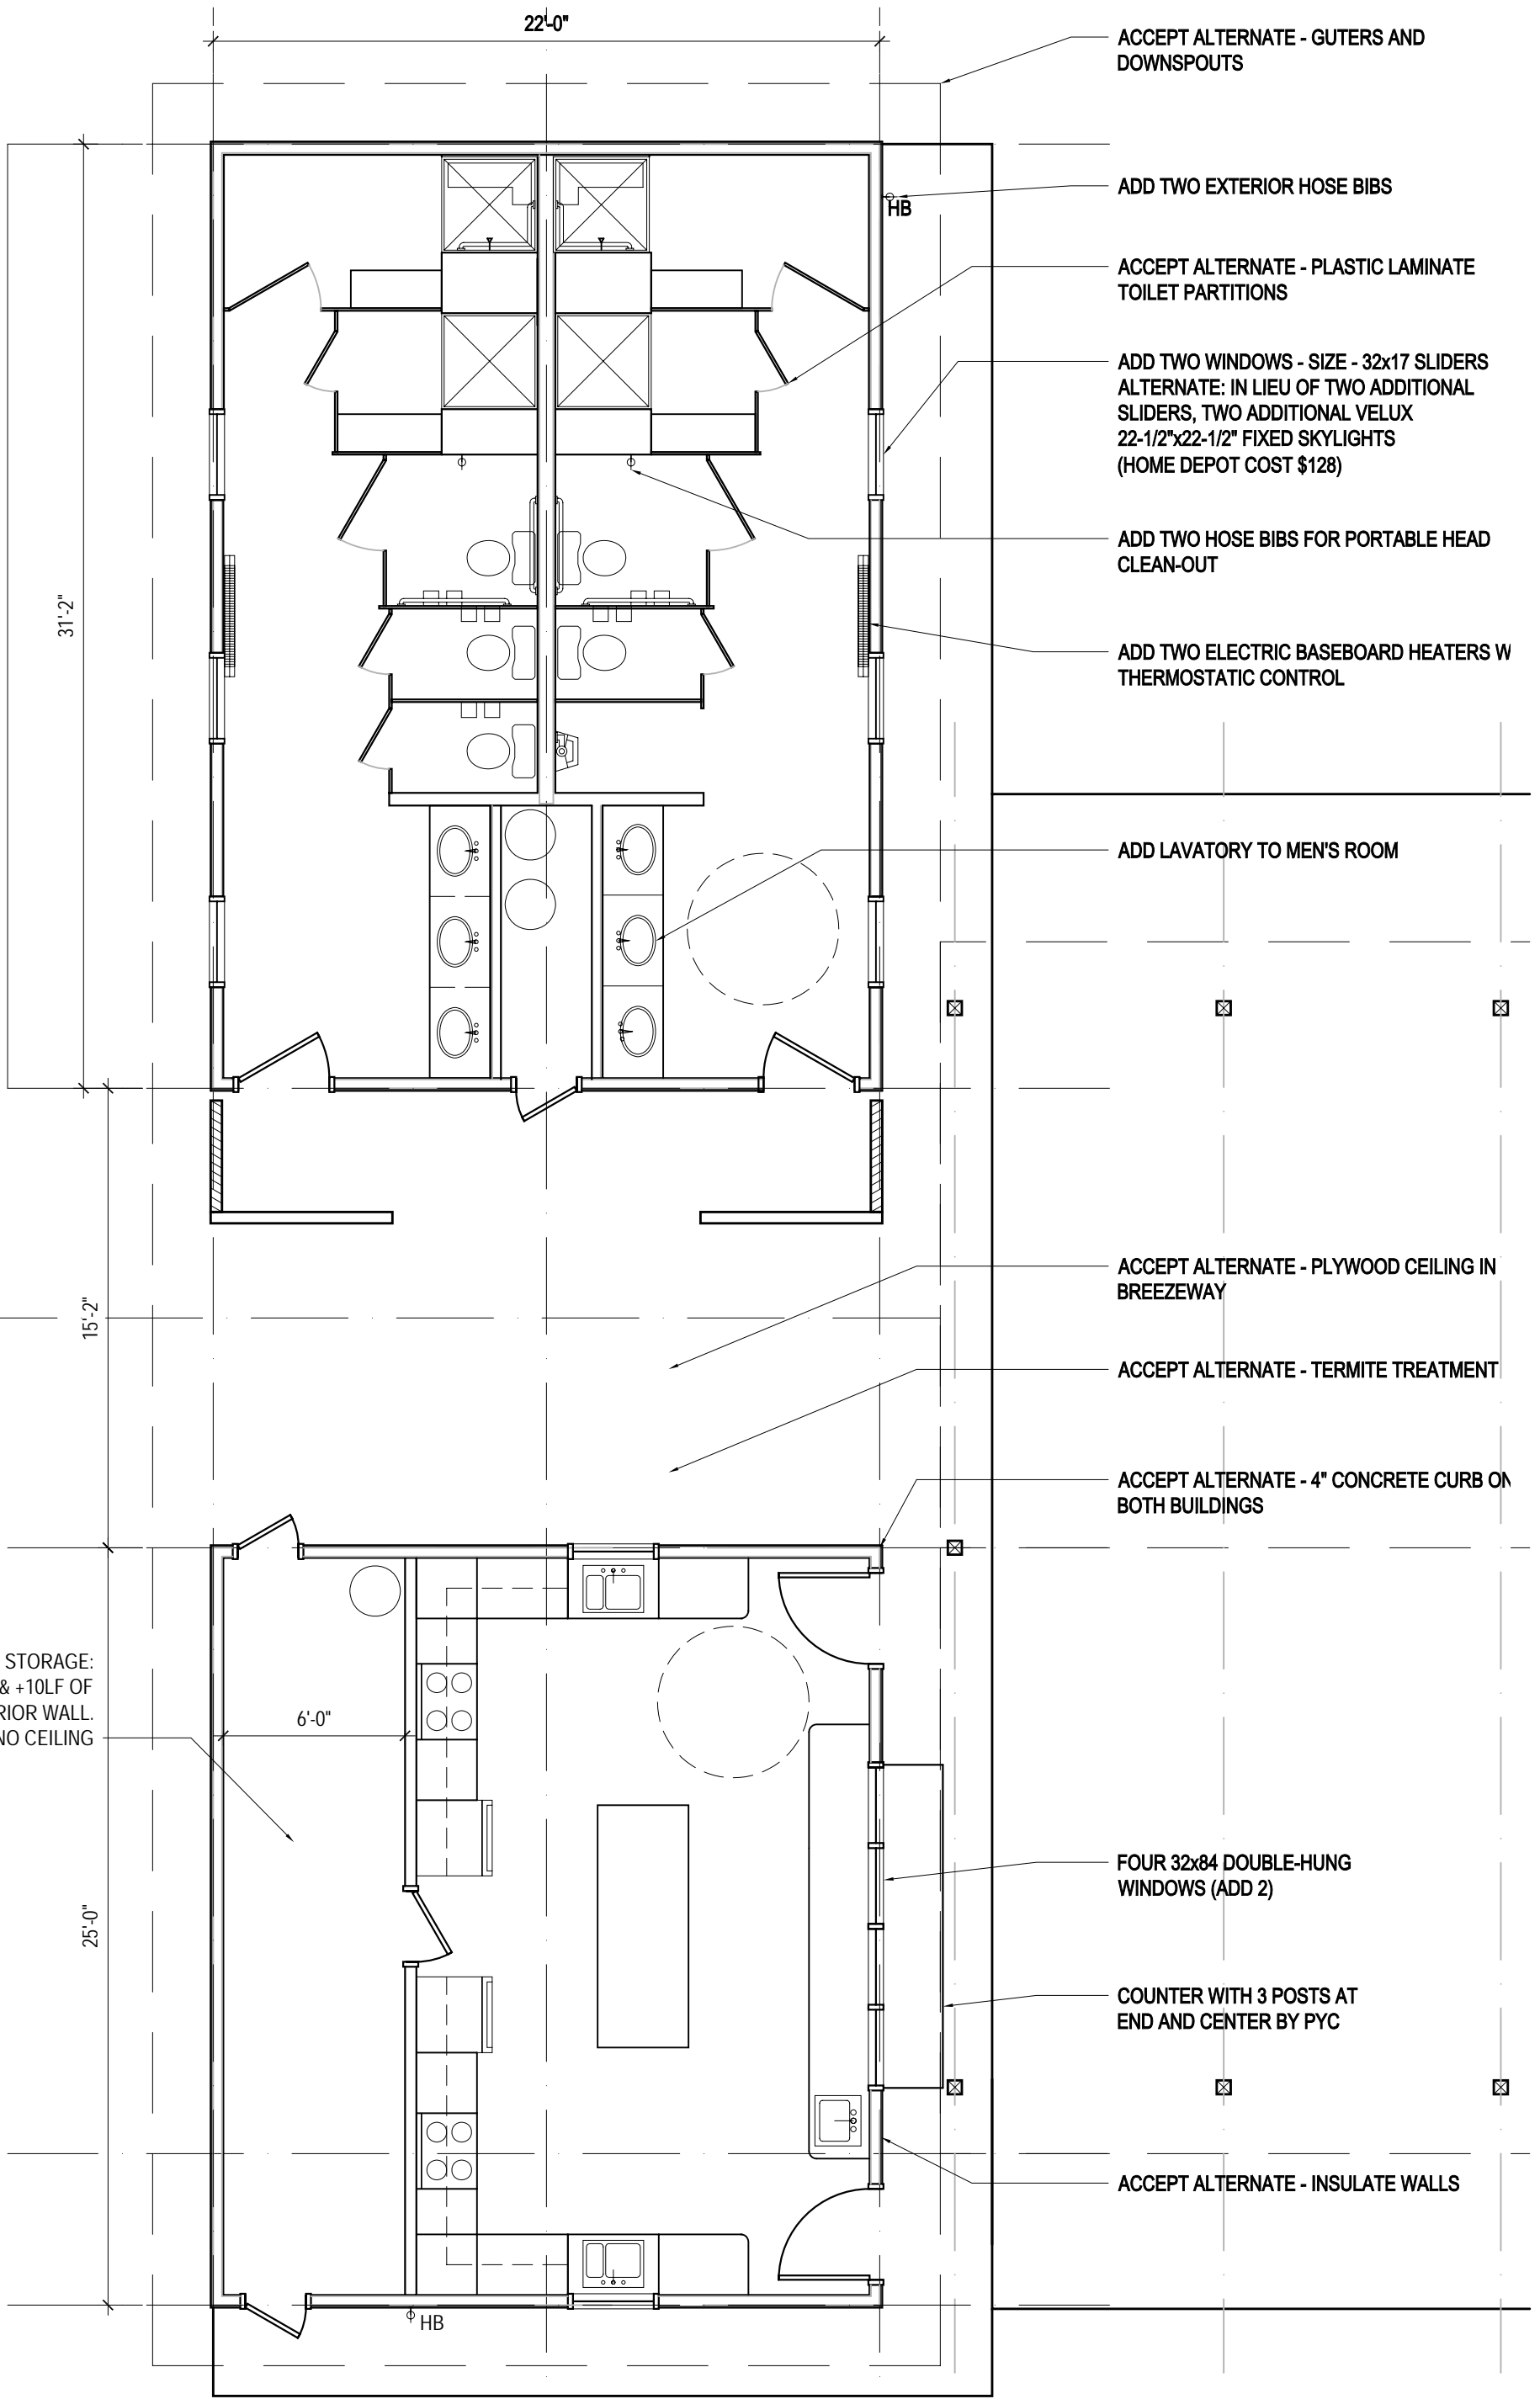 22'-0"
ACCEPT ALTERNATE - GUTERS AND
DOWNSPOUTS
ADD TWO EXTERIOR HOSE BIBS
HB
ACCEPT ALTERNATE - PLASTIC LAMINATE
TOILET PARTITIONS
ADD TWO WINDOWS - SIZE - 32x17 SLIDERS
ALTERNATE: IN LIEU OF TWO ADDITIONAL
SLIDERS, TWO ADDITIONAL VELUX
22-1/2"x22-1/2" FIXED SKYLIGHTS
(HOME DEPOT COST $128)
ADD TWO HOSE BIBS FOR PORTABLE HEAD
CLEAN-OUT
31'-2"
ADD TWO ELECTRIC BASEBOARD HEATERS W
THERMOSTATIC CONTROL
ADD LAVATORY TO MEN'S ROOM
15'-2"
ACCEPT ALTERNATE - PLYWOOD CEILING IN
BREEZEWAY
ACCEPT ALTERNATE - TERMITE TREATMENT
ACCEPT ALTERNATE - 4" CONCRETE CURB ON
BOTH BUILDINGS
STORAGE:
& +10LF OF
RIOR WALL.
NO CEILING
6'-0"
25'-0"
FOUR 32x84 DOUBLE-HUNG
WINDOWS (ADD 2)
COUNTER WITH 3 POSTS AT
END AND CENTER BY PYC
ACCEPT ALTERNATE - INSULATE WALLS
HB